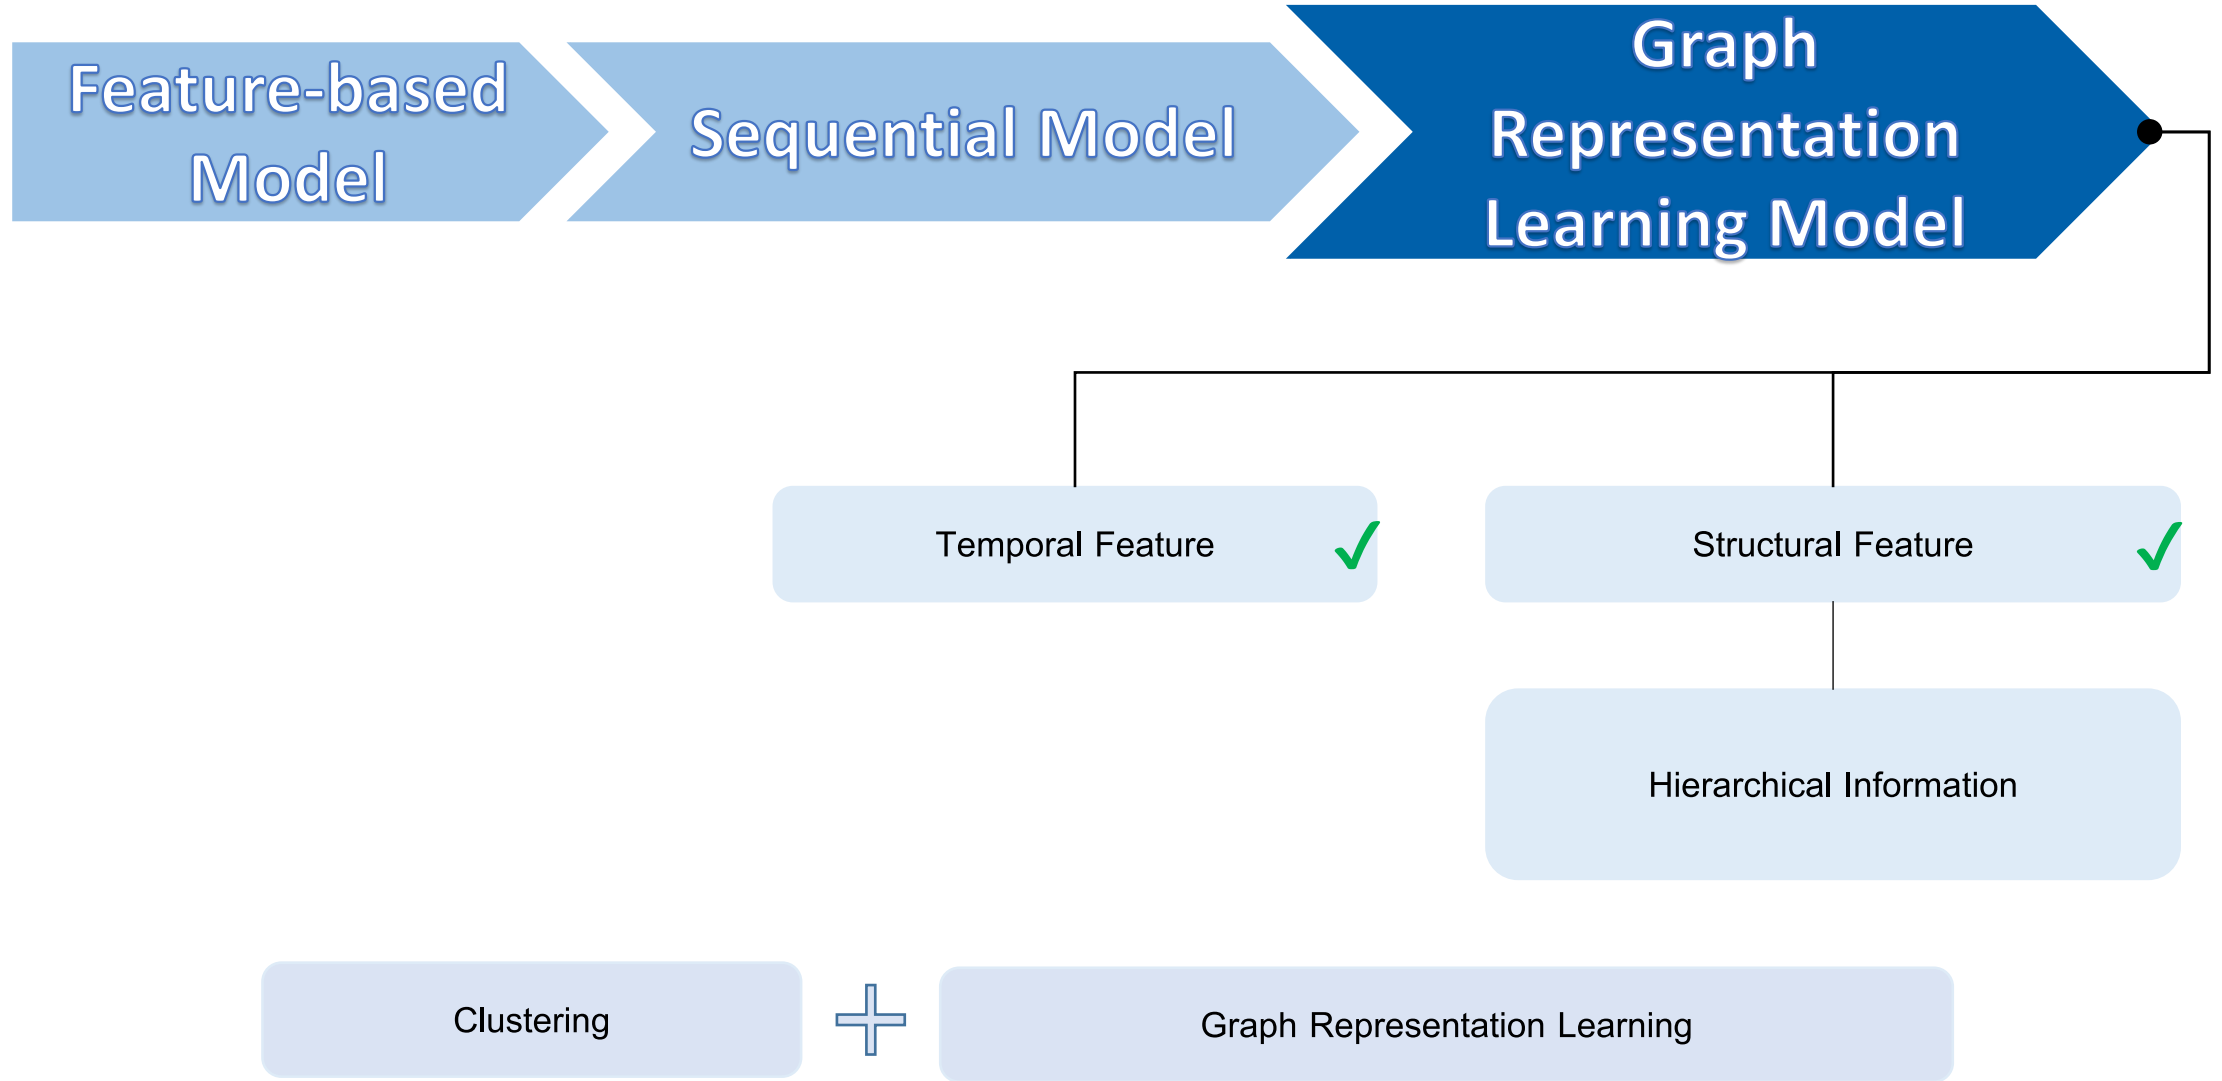 Feature-based
Model
Sequential Model
Graph
Representation
Learning Model
Temporal Feature
Structural Feature
Hierarchical Information
Clustering
Graph Representation Learning